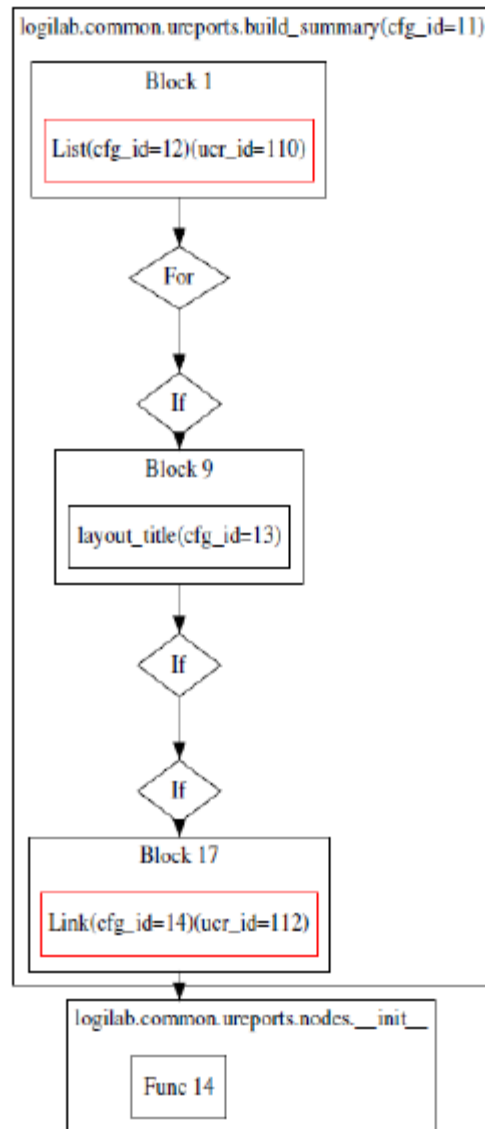 logilab.common.ureports.build_summary(cfg_id=11)
Block 1
List(cfg_id=12)(ucr_id=110)
For
If
Block 9
layout_title(cfg_id=13)
If
If
Block 17
Link(cfg_id=14)(ucr_id=112)
logilab.common.ureports.nodes.__init__
Func 14